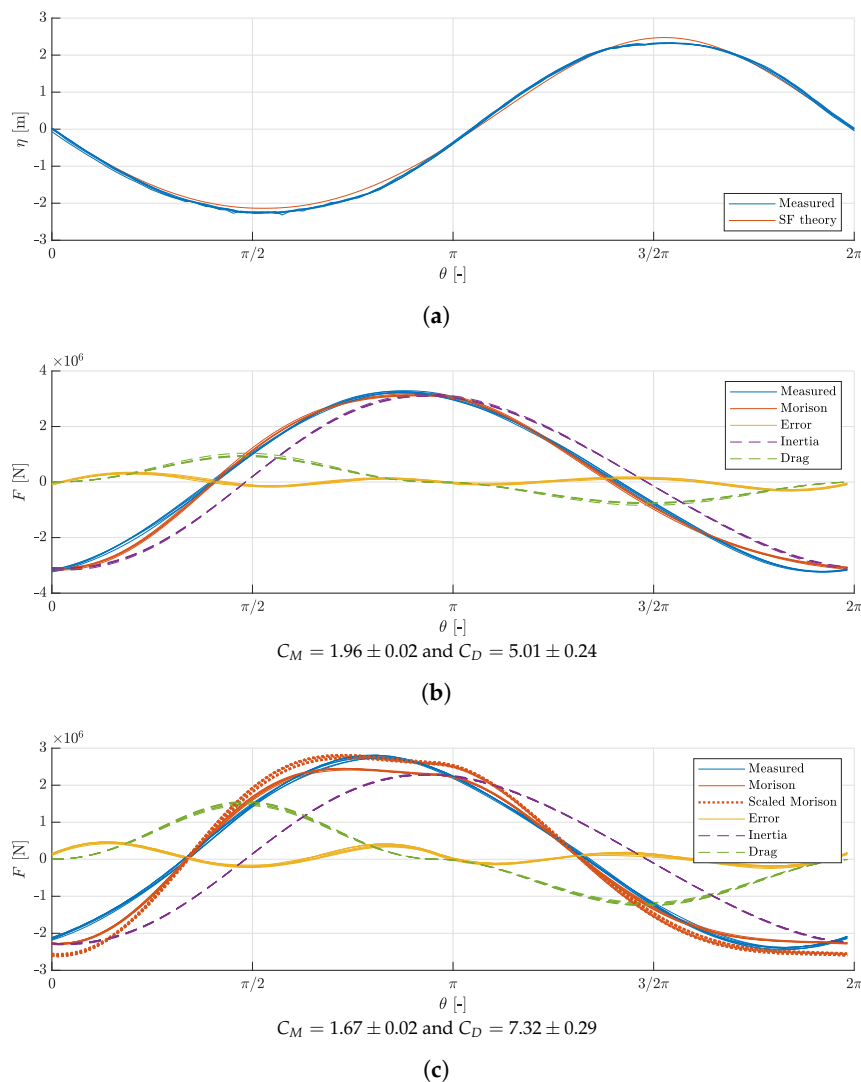 3
2
1
0
-1
-2
-3
η [m]
Measured
SF theory
0
π/2
π
3/2π
2π
θ [-]
(a)
×10⁶
4
2
0
-2
-4
F [N]
Measured
Morison
Error
Inertia
Drag
0
π/2
π
3/2π
2π
θ [-]
C_M = 1.96 ± 0.02 and C_D = 5.01 ± 0.24
(b)
×10⁶
3
2
1
0
-1
-2
-3
F [N]
Measured
Morison
Scaled Morison
Error
Inertia
Drag
0
π/2
π
3/2π
2π
θ [-]
C_M = 1.67 ± 0.02 and C_D = 7.32 ± 0.29
(c)